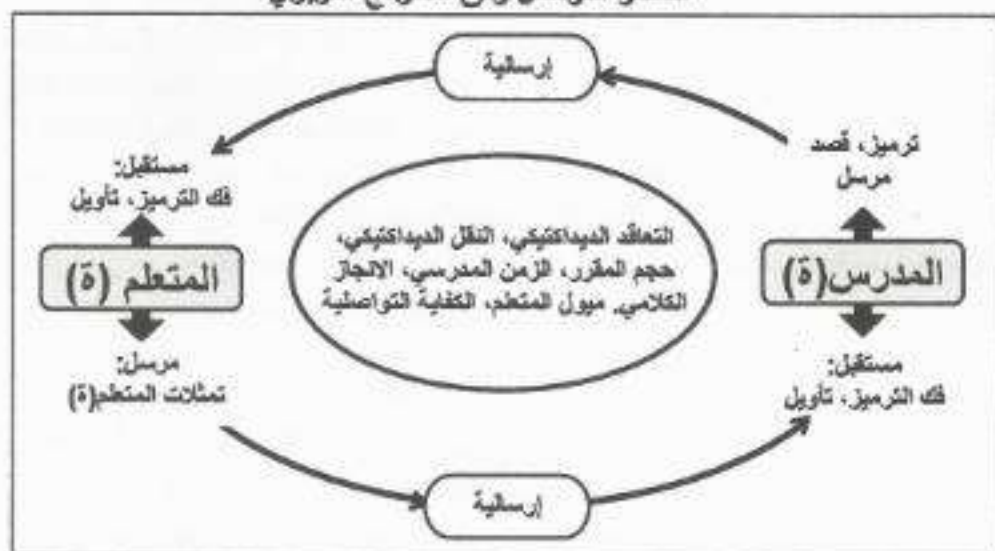 إرسالية
ترميز، قصد
مرسل
المدرس(ة)
مستقبل:
فك الترميز، تأويل
مستقبل:
فك الترميز، تأويل
المتعلم (ة)
مرسل:
تمثلات المتعلم(ة)
التعاقد الديداكتيكي، النقل الديداكتيكي،
حجم المقرر، الزمن المدرسي، الانجاز
الكلامي، ميول المتعلم، الكفاية التواصلية
إرسالية